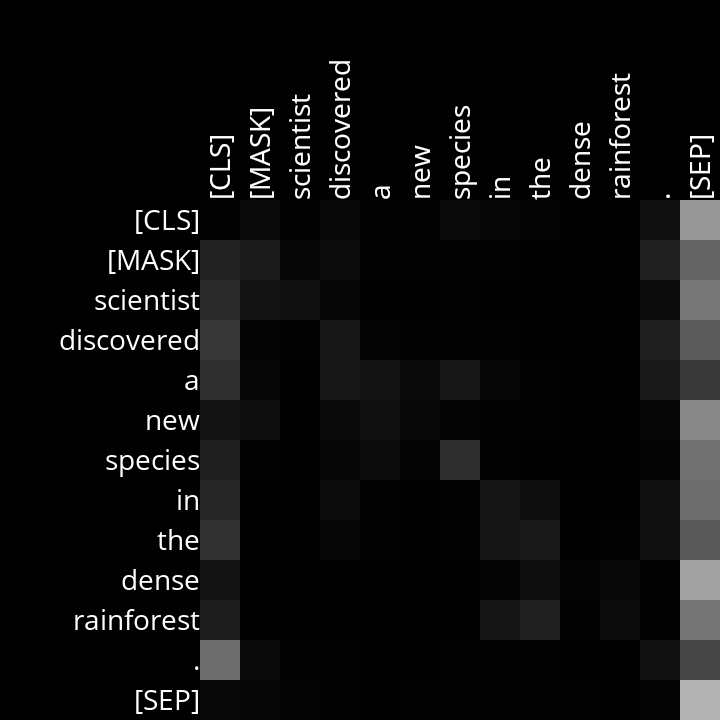 [CLS] [MASK] scientist discovered a new species in the dense rainforest . [SEP]
[CLS]
[MASK]
scientist
discovered
a
new
species
in
the
dense
rainforest
.
[SEP]